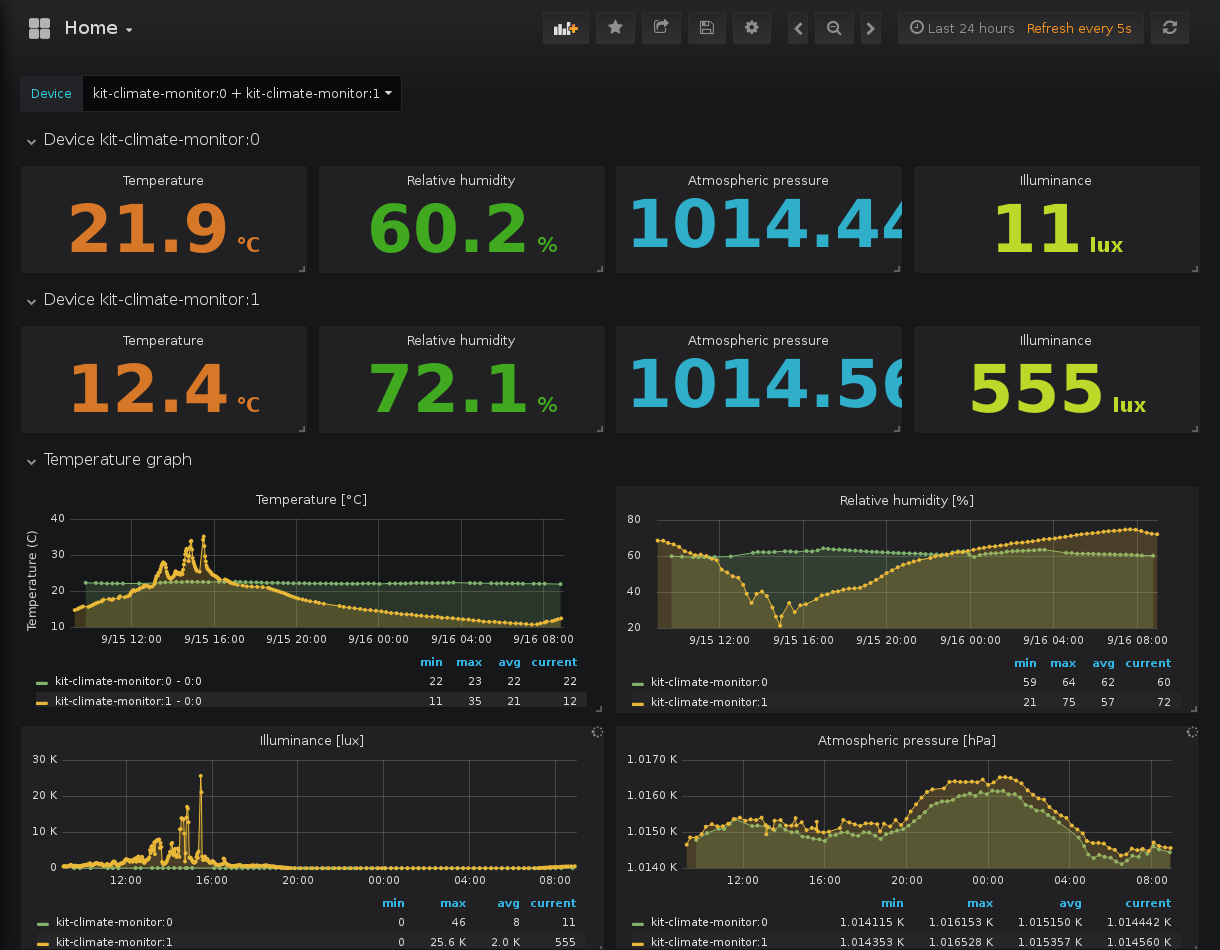 Home
Last 24 hours Refresh every 5s
Device kit-climate-monitor:0 + kit-climate-monitor:1
Device kit-climate-monitor:0
Temperature Relative humidity Atmospheric pressure Illuminance
21.9 °C 60.2 % 1014.44 11 lux
Device kit-climate-monitor:1
Temperature Relative humidity Atmospheric pressure Illuminance
12.4 °C 72.1 % 1014.56 555 lux
Temperature graph
Temperature [°C]
Temperature (C)
40
30
20
10
9/15 12:00 9/15 16:00 9/15 20:00 9/16 00:00 9/16 04:00 9/16 08:00
min max avg current
kit-climate-monitor:0 - 0:0 22 23 22 22
kit-climate-monitor:1 - 0:0 11 35 21 12
Relative humidity [%]
80
60
40
20
9/15 12:00 9/15 16:00 9/15 20:00 9/16 00:00 9/16 04:00 9/16 08:00
min max avg current
kit-climate-monitor:0 59 64 62 60
kit-climate-monitor:1 21 75 57 72
Illuminance [lux]
30 K
20 K
10 K
0
12:00 16:00 20:00 00:00 04:00 08:00
min max avg current
kit-climate-monitor:0 0 46 8 11
kit-climate-monitor:1 0 25.6 K 2.0 K 555
Atmospheric pressure [hPa]
1.0170 K
1.0160 K
1.0150 K
1.0140 K
12:00 16:00 20:00 00:00 04:00 08:00
min max avg current
kit-climate-monitor:0 1.014115 K 1.016153 K 1.015150 K 1.014442 K
kit-climate-monitor:1 1.014353 K 1.016528 K 1.015357 K 1.014560 K